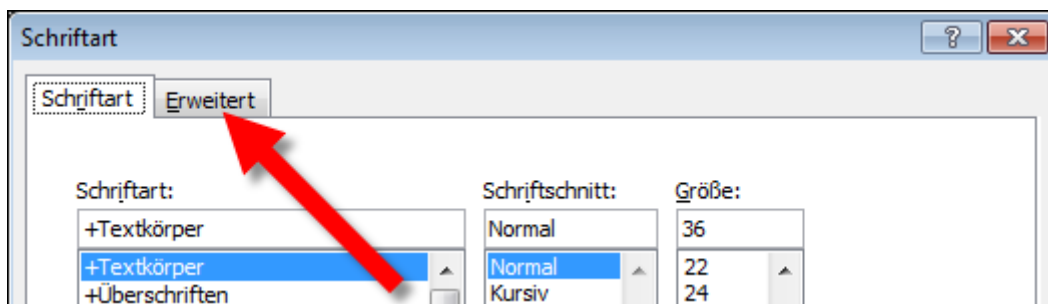 Schriftart
Schriftart Erweitert
Schriftart: Schriftschnitt: Größe:
+Textkörper Normal 36
+Textkörper Normal 22
+Überschriften Kursiv 24